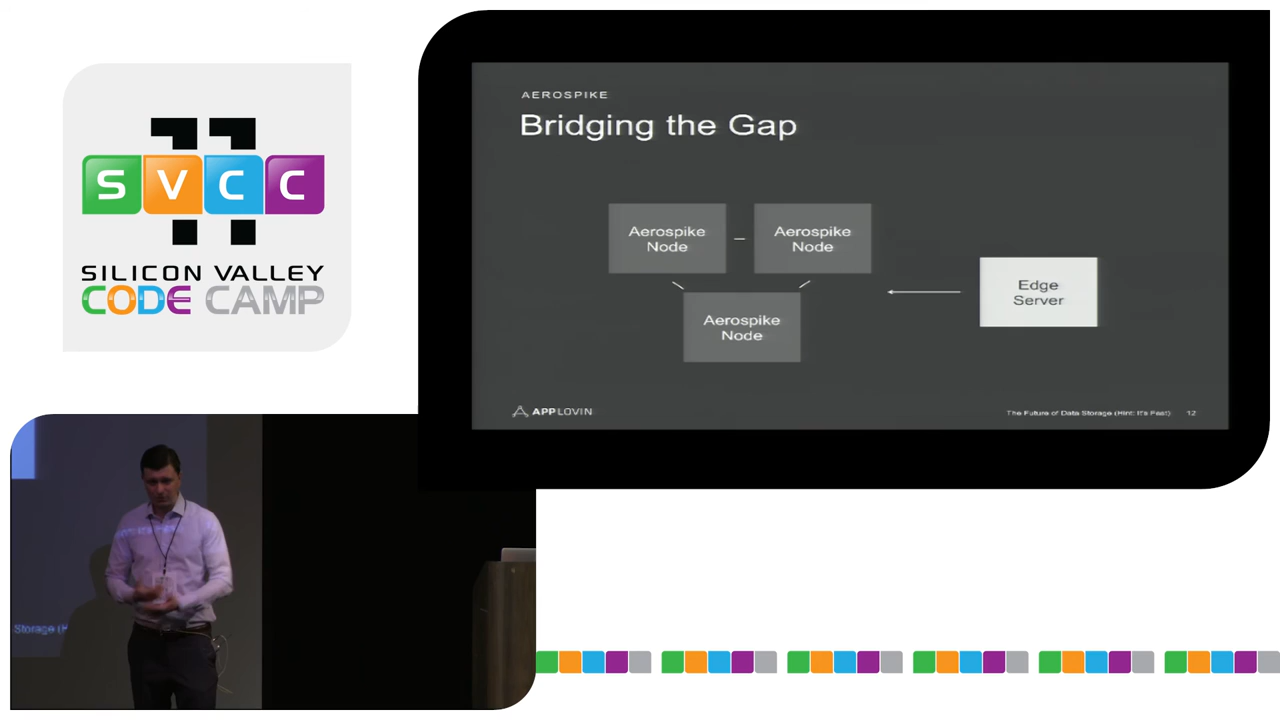 S V C C
SILICON VALLEY
CODE CAMP
AEROSPIKE
Bridging the Gap
Aerospike
Node
Aerospike
Node
Aerospike
Node
Edge
Server
APPLOVIN
The Future of Data Storage (Hint: It's Fast)
12
Storage (H